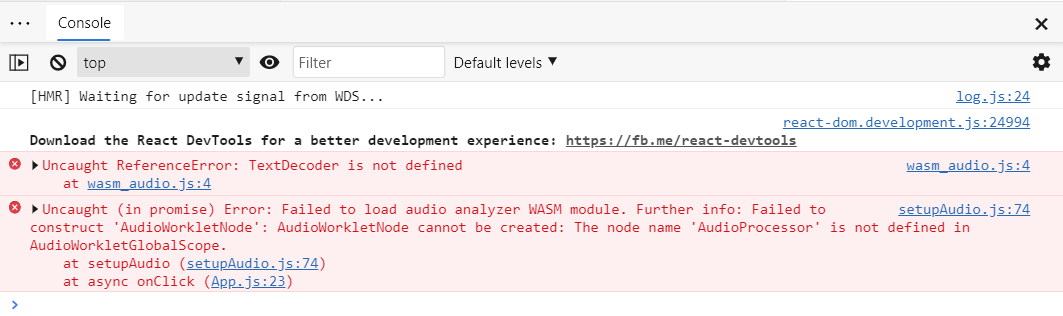 Console
top
Filter
Default levels
[HMR] Waiting for update signal from WDS... log.js:24
react-dom.development.js:24994
Download the React DevTools for a better development experience: https://fb.me/react-devtools
Uncaught ReferenceError: TextDecoder is not defined wasm_audio.js:4
at wasm_audio.js:4
Uncaught (in promise) Error: Failed to load audio analyzer WASM module. Further info: Failed to setupAudio.js:74
construct 'AudioWorkletNode': AudioWorkletNode cannot be created: The node name 'AudioProcessor' is not defined in
AudioWorkletGlobalScope.
at setupAudio (setupAudio.js:74)
at async onClick (App.js:23)